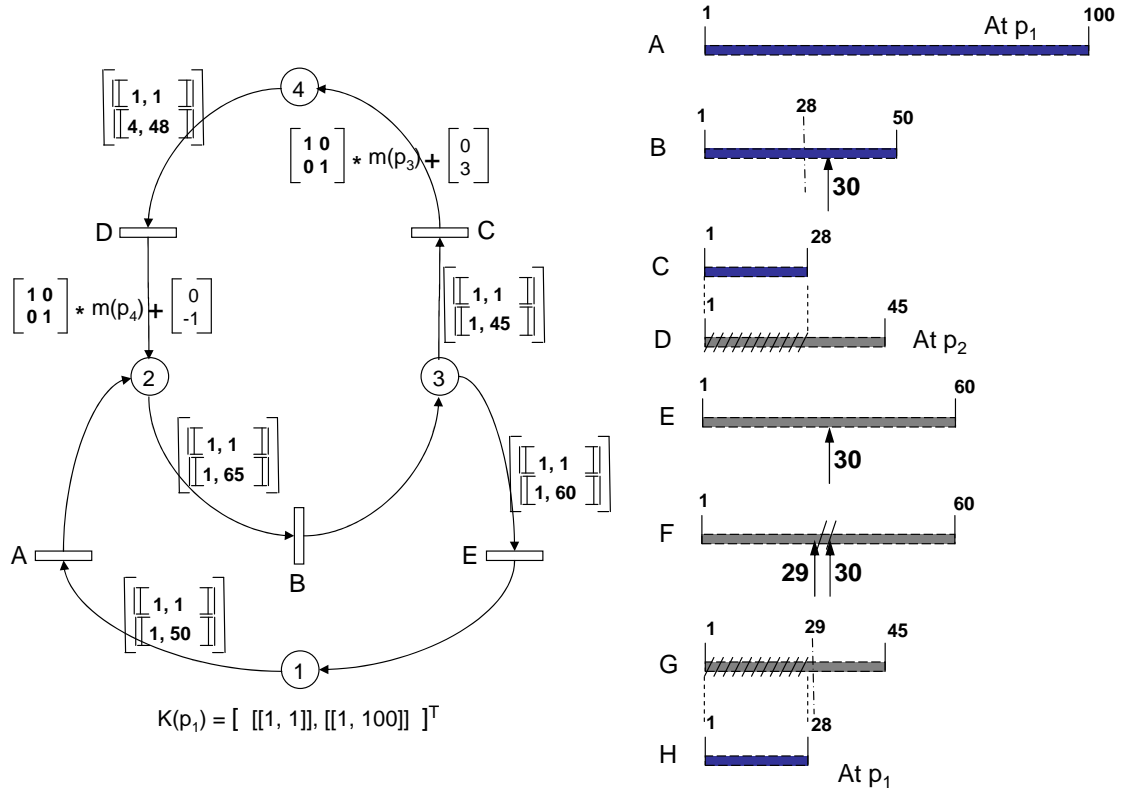 4
1, 1
4, 48
1 0
0 1
* m(p3) +
0
3
D
C
1 0
0 1
* m(p4) +
0
-1
1, 1
1, 45
2
3
1, 1
1, 65
1, 1
1, 60
A
B
E
1, 1
1, 50
1
K(p1) = [ [[1, 1]], [[1, 100]] ]T
1
At p1
100
A
1
28
50
B
30
1
28
C
1
45
D
At p2
1
60
E
30
1
60
F
29
30
1
29
45
G
1
28
H
At p1